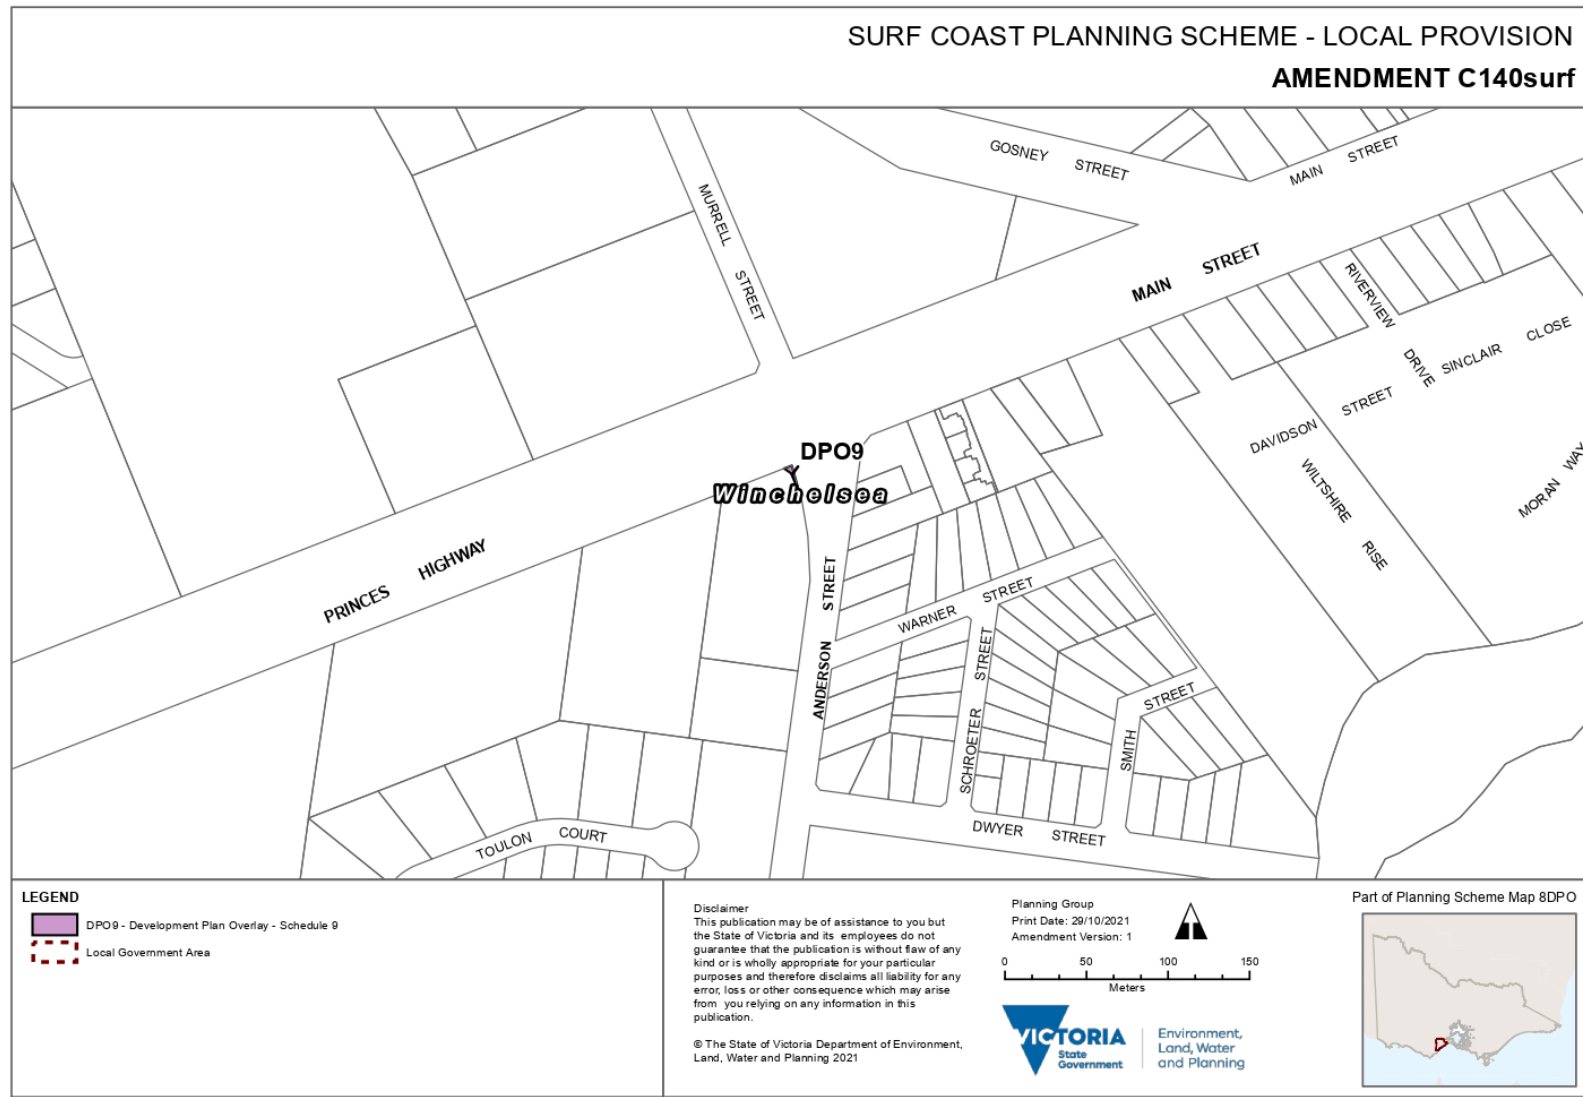 SURF COAST PLANNING SCHEME - LOCAL PROVISION
AMENDMENT C140surf
GOSNEY STREET
MAIN STREET
MURRELL STREET
MAIN STREET
RIVERVIEW DRIVE
SINCLAIR CLOSE
DAVIDSON STREET
WILTSHIRE RISE
MORAN WAY
DPO9
Winchelsea
PRINCES HIGHWAY
ANDERSON STREET
WARNER STREET
SCHROETER STREET
SMITH STREET
DWYER STREET
TOULON COURT
LEGEND
DPO9 - Development Plan Overlay - Schedule 9
Local Government Area
Disclaimer
This publication may be of assistance to you but
the State of Victoria and its employees do not
guarantee that the publication is without flaw of any
kind or is wholly appropriate for your particular
purposes and therefore disclaims all liability for any
error, loss or other consequence which may arise
from you relying on any information in this
publication.
© The State of Victoria Department of Environment,
Land, Water and Planning 2021
Planning Group
Print Date: 29/10/2021
Amendment Version: 1
0 50 100 150
Meters
VICTORIA
State
Government
Environment,
Land, Water
and Planning
Part of Planning Scheme Map 8DPO